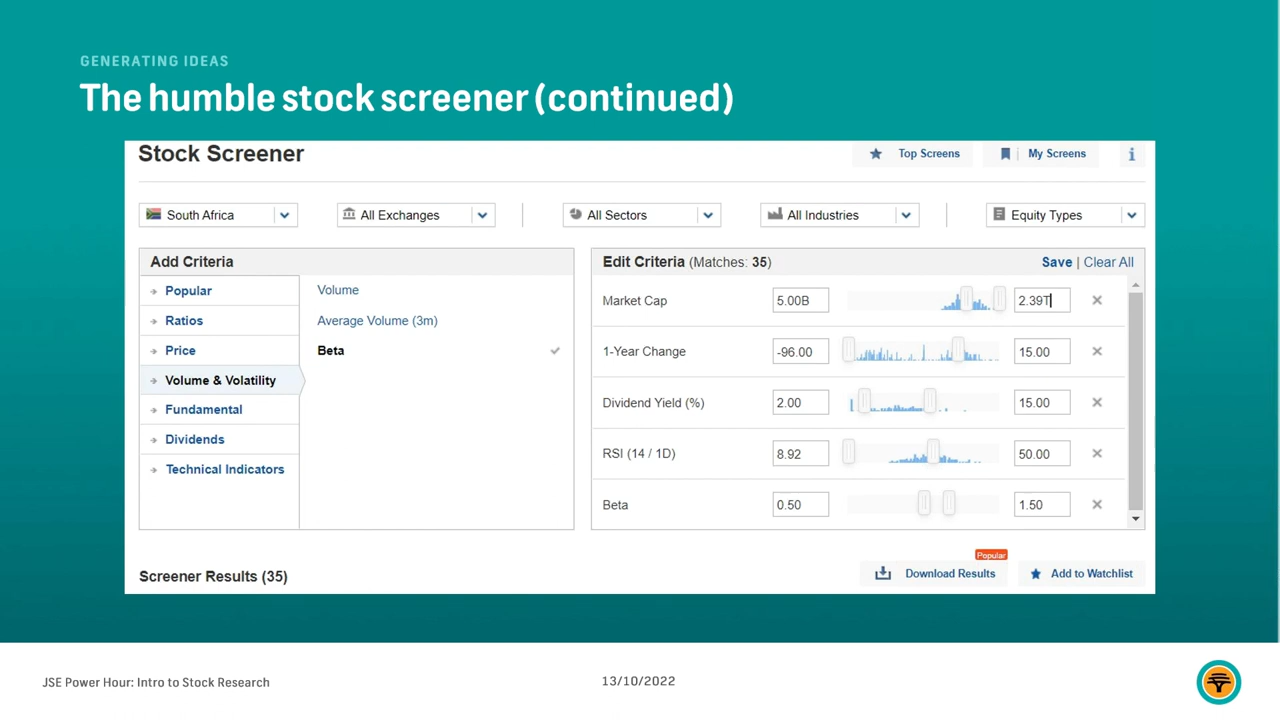 GENERATING IDEAS
The humble stock screener (continued)
Stock Screener
Top Screens
My Screens
South Africa
All Exchanges
All Sectors
All Industries
Equity Types
Add Criteria
Popular
Ratios
Price
Volume & Volatility
Fundamental
Dividends
Technical Indicators
Volume
Average Volume (3m)
Beta
Edit Criteria (Matches: 35)
Save | Clear All
Market Cap 5.00B 2.39T
1-Year Change -96.00 15.00
Dividend Yield (%) 2.00 15.00
RSI (14 / 1D) 8.92 50.00
Beta 0.50 1.50
Screener Results (35)
Popular
Download Results
Add to Watchlist
JSE Power Hour: Intro to Stock Research
13/10/2022